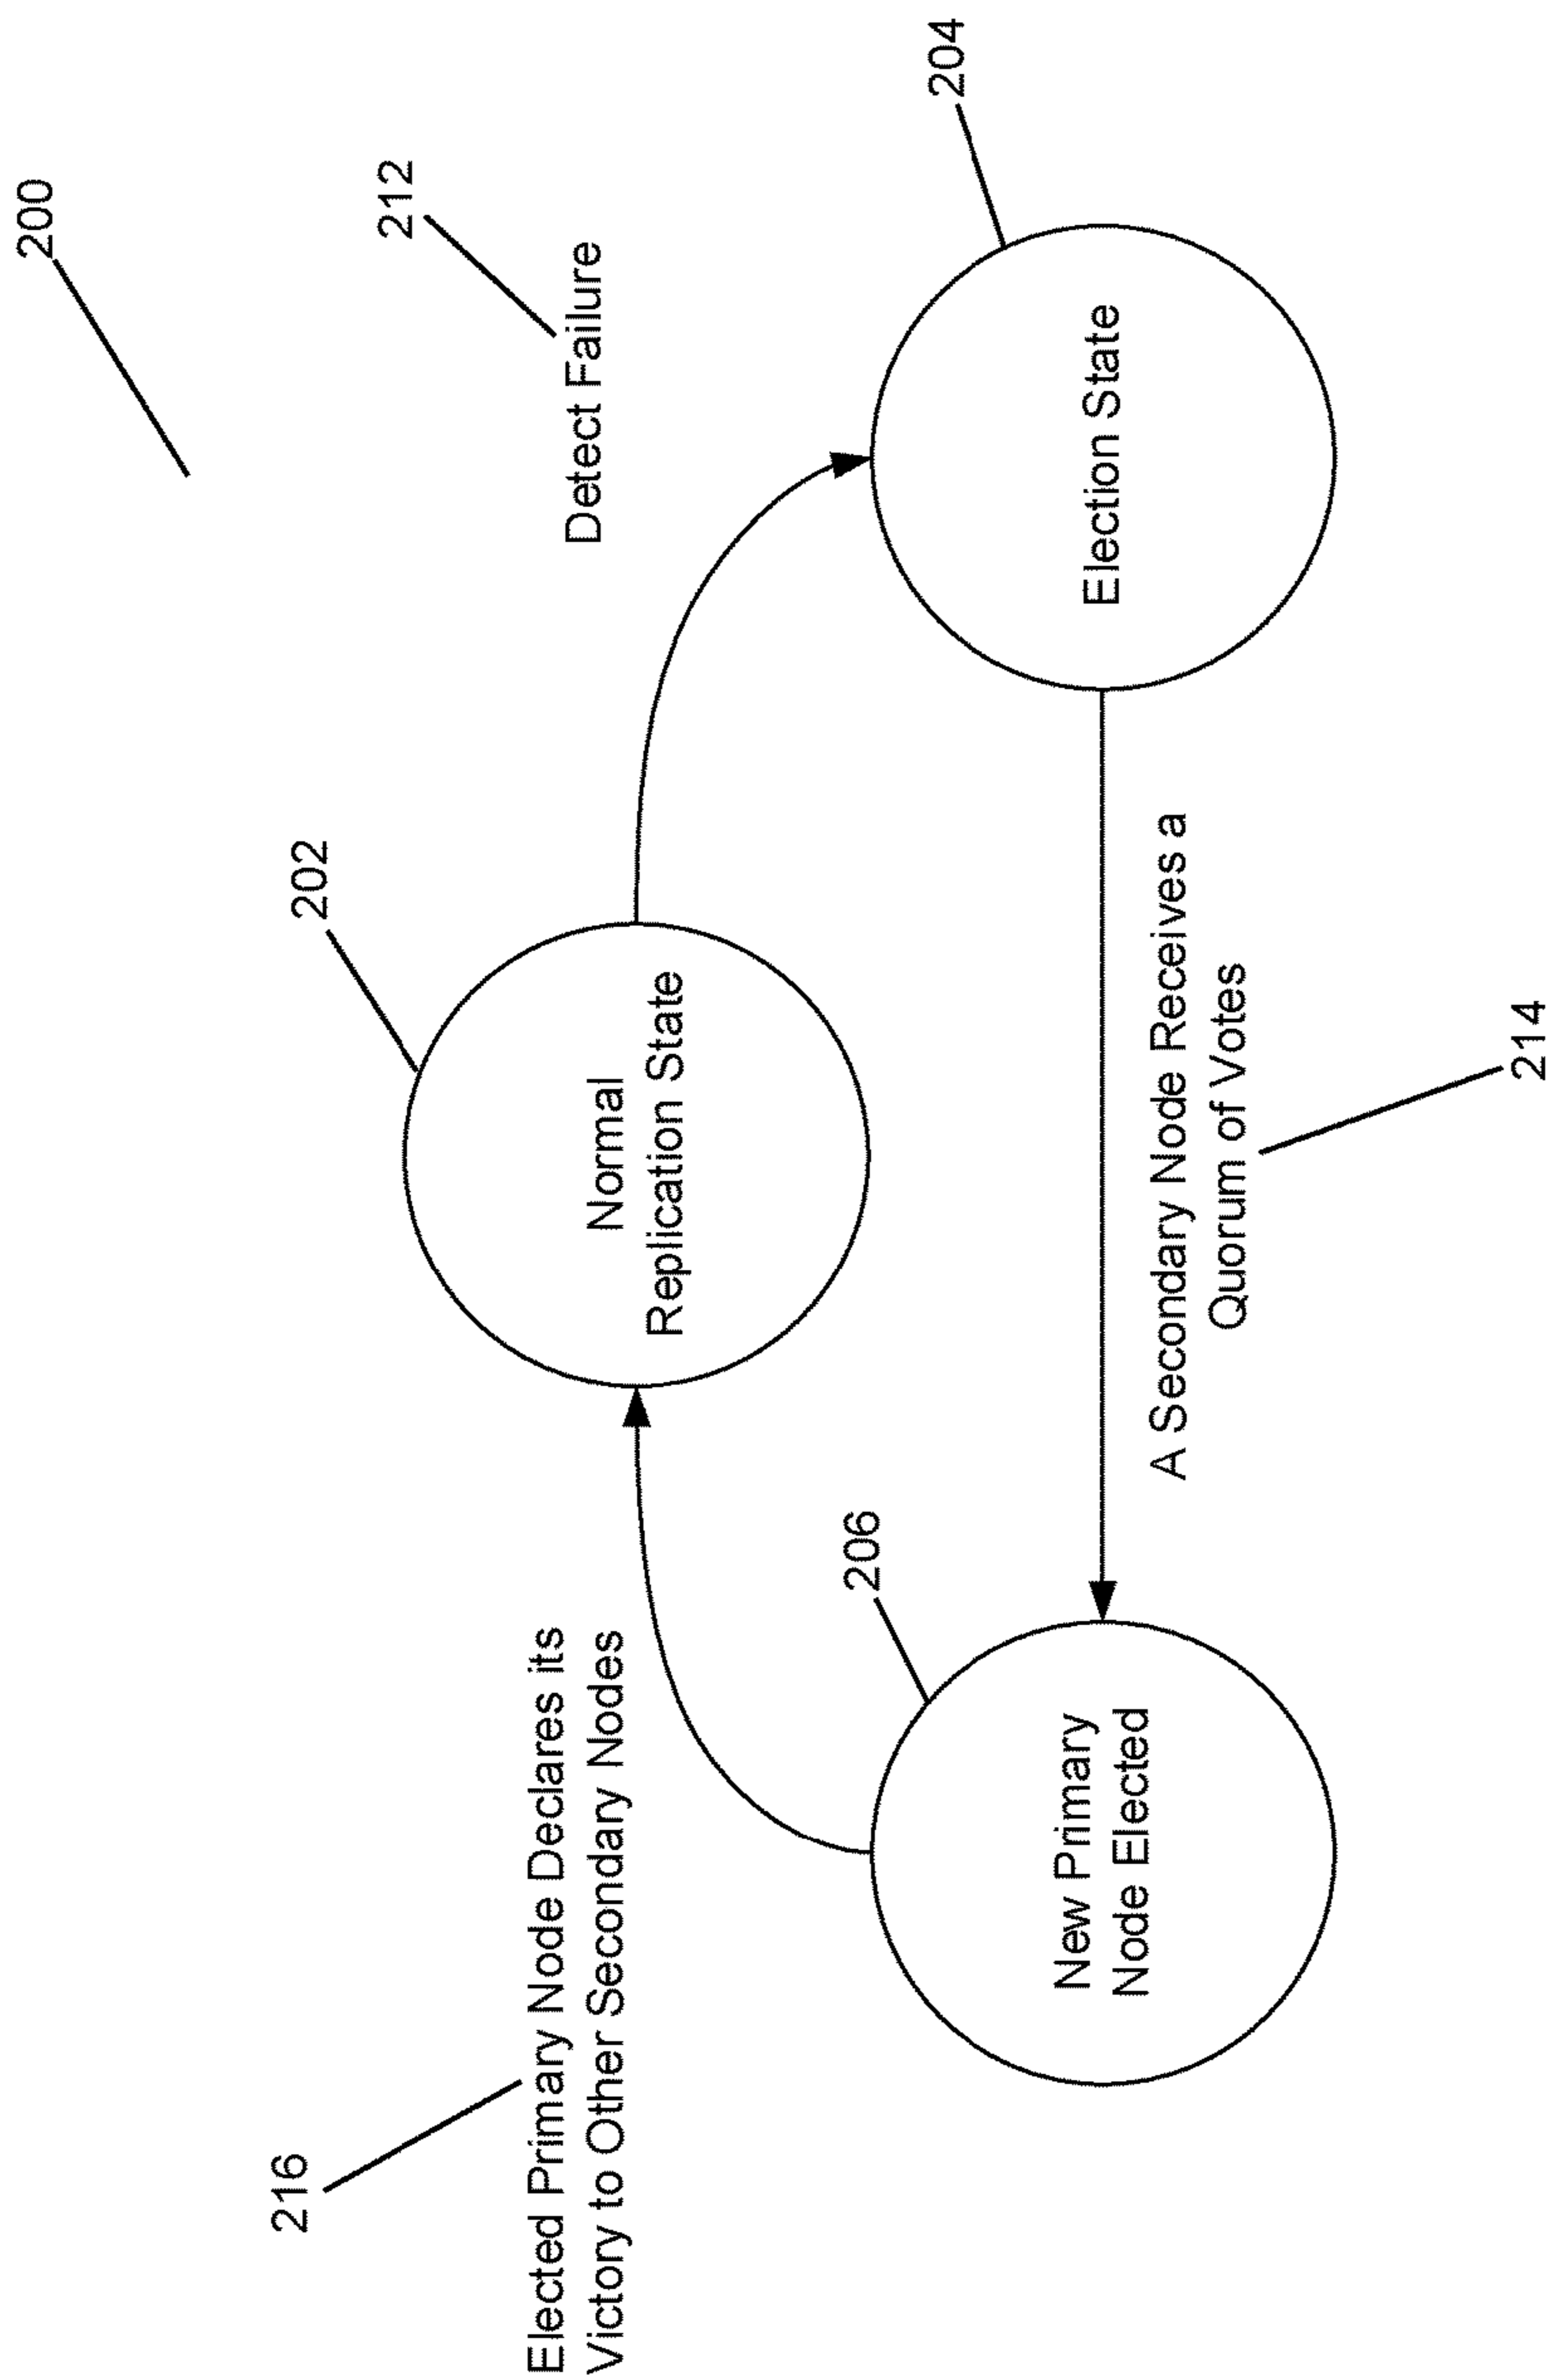 200
216
Elected Primary Node Declares its
Victory to Other Secondary Nodes
202
212
Detect Failure
Normal
Replication State
206
204
New Primary
Node Elected
Election State
A Secondary Node Receives a
Quorum of Votes
214